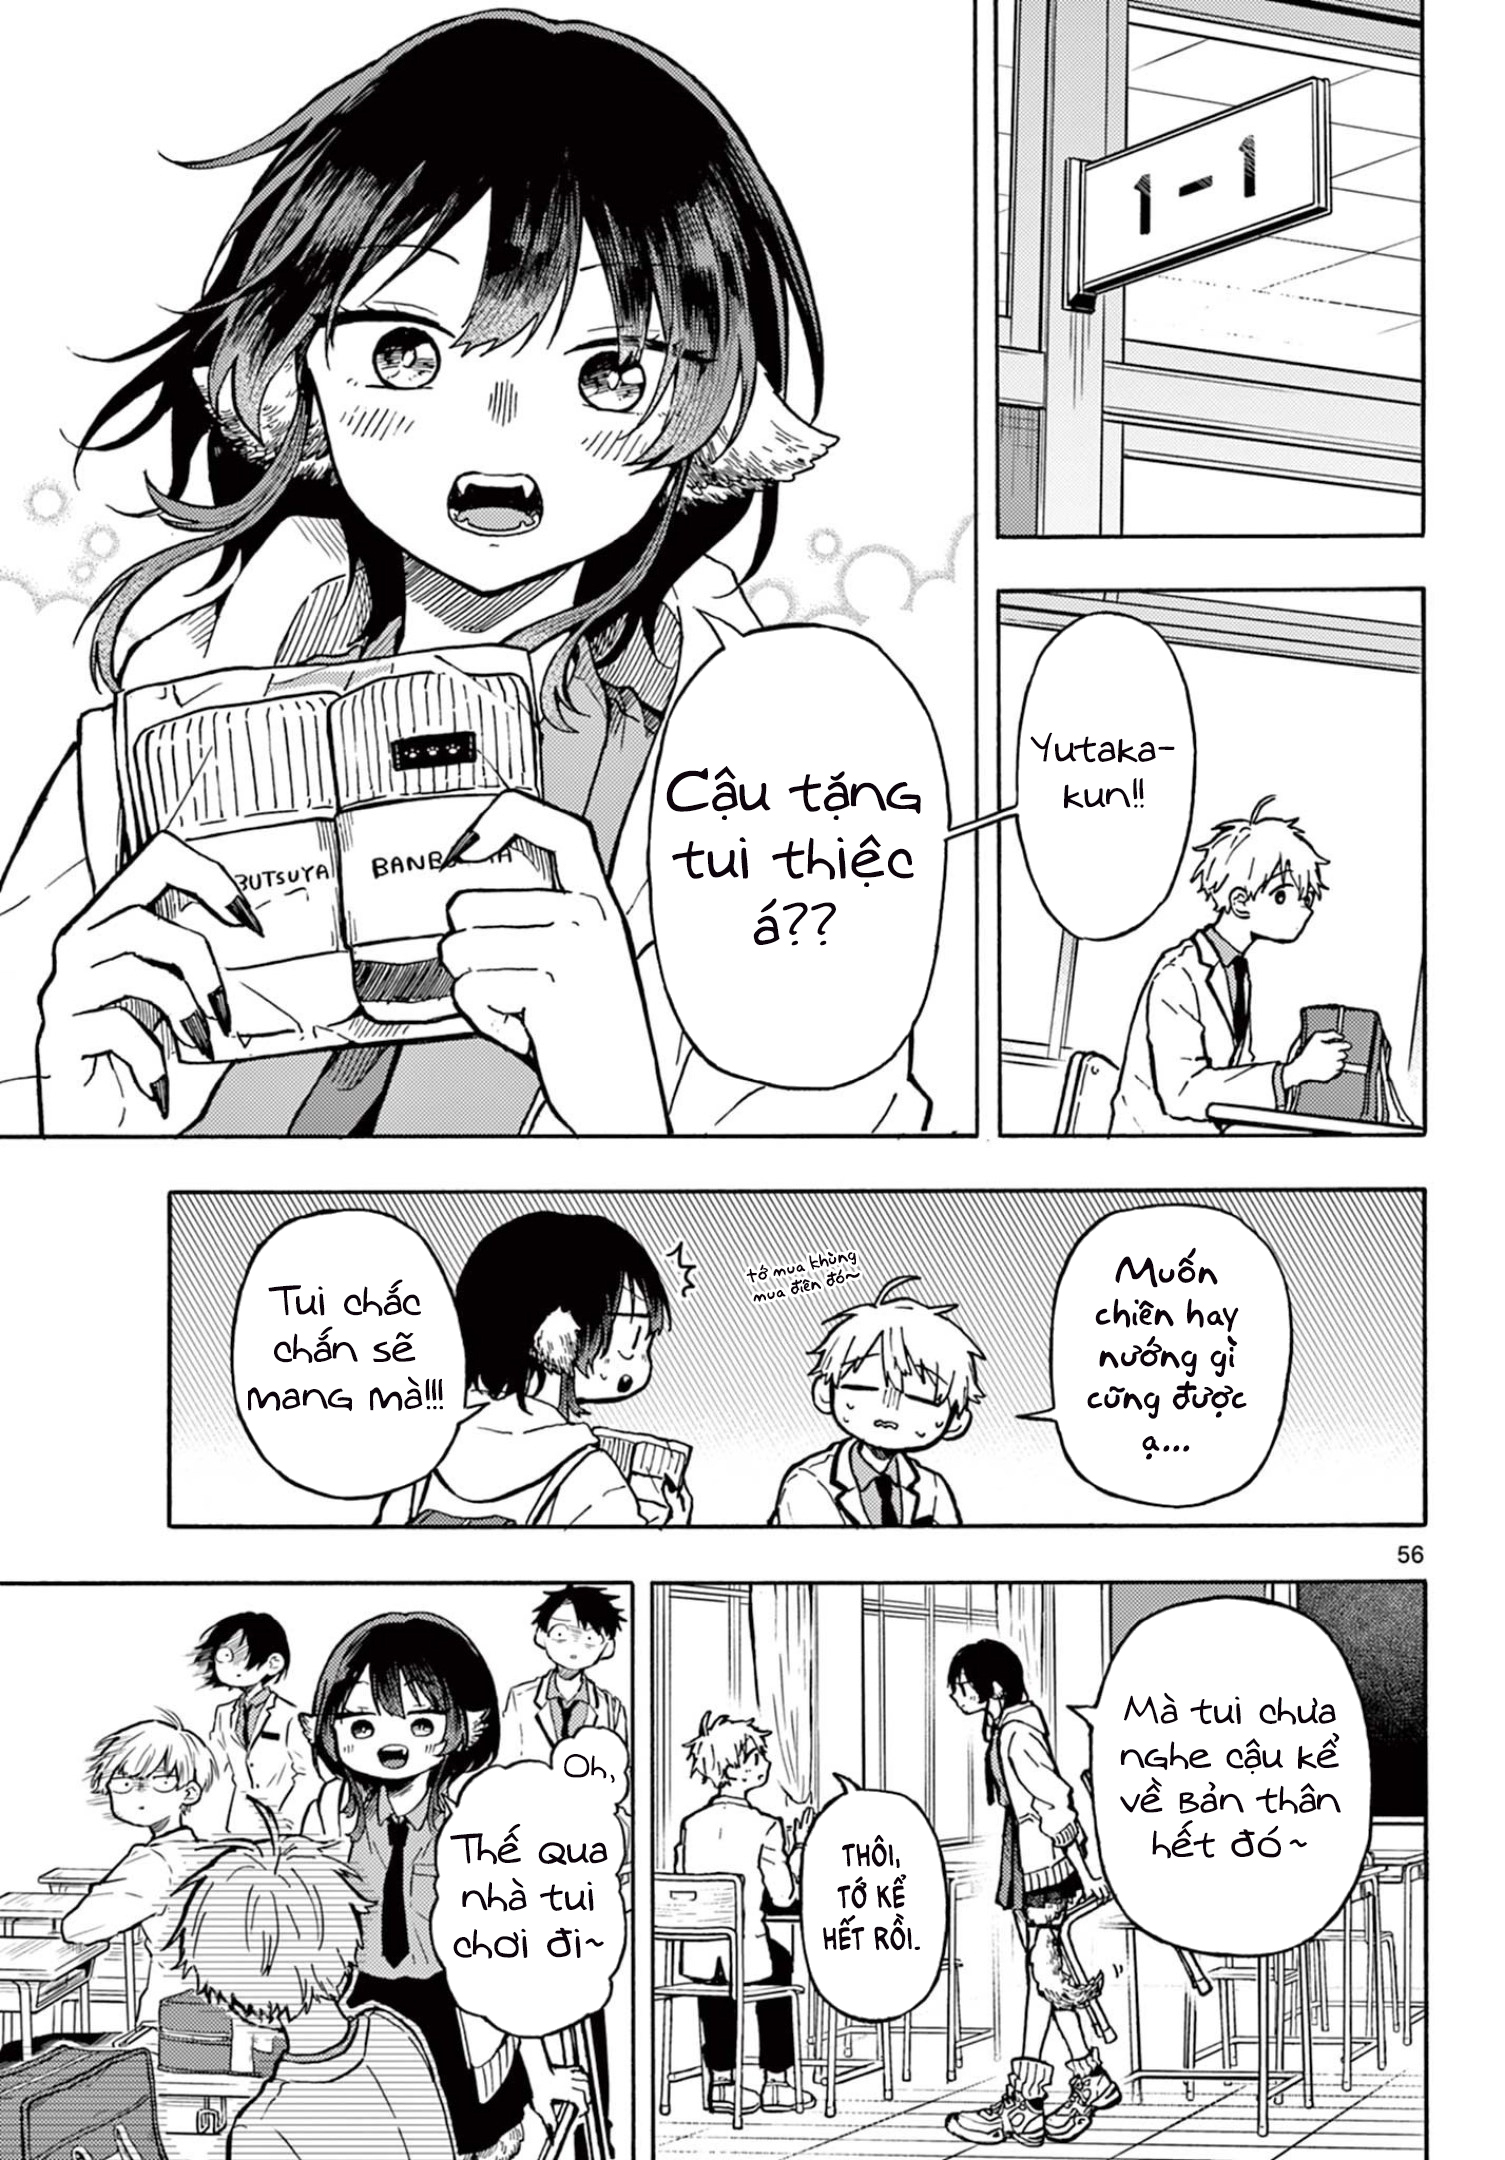 1-1
Yutaka-
kun!!
Cậu tặng
tui thiệc
á??
BUTSUYA
Muốn
chiên hay
nướng gì
cũng được
ạ...
tớ mua khùng
mua điên đó~
Tui chắc
chắn sẽ
mang mà!!!
56
Mà tui chưa
nghe cậu kể
về bản thân
hết đó~
THÔI,
TỚ KỂ
HẾT RỒI.
Oh,
Thế qua
nhà tui
chơi đi~